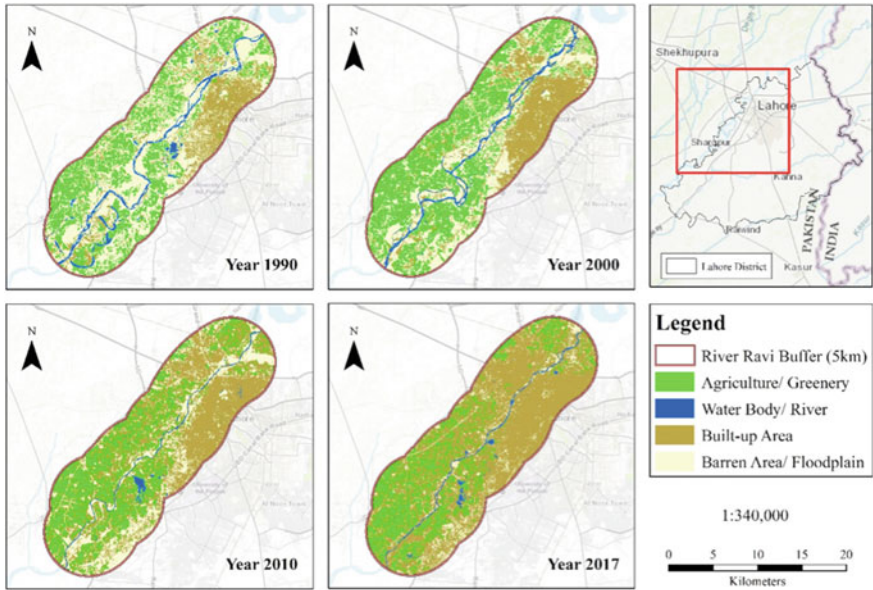 N
Year 1990
N
Year 2000
Shekhupura
Lahore
Sharapur
Kanna
Raiwind
PAKISTAN
INDIA
Kasur
Lahore District
N
Year 2010
N
Year 2017
Legend
River Ravi Buffer (5km)
Agriculture/ Greenery
Water Body/ River
Built-up Area
Barren Area/ Floodplain
1:340,000
0 5 10 15 20
Kilometers